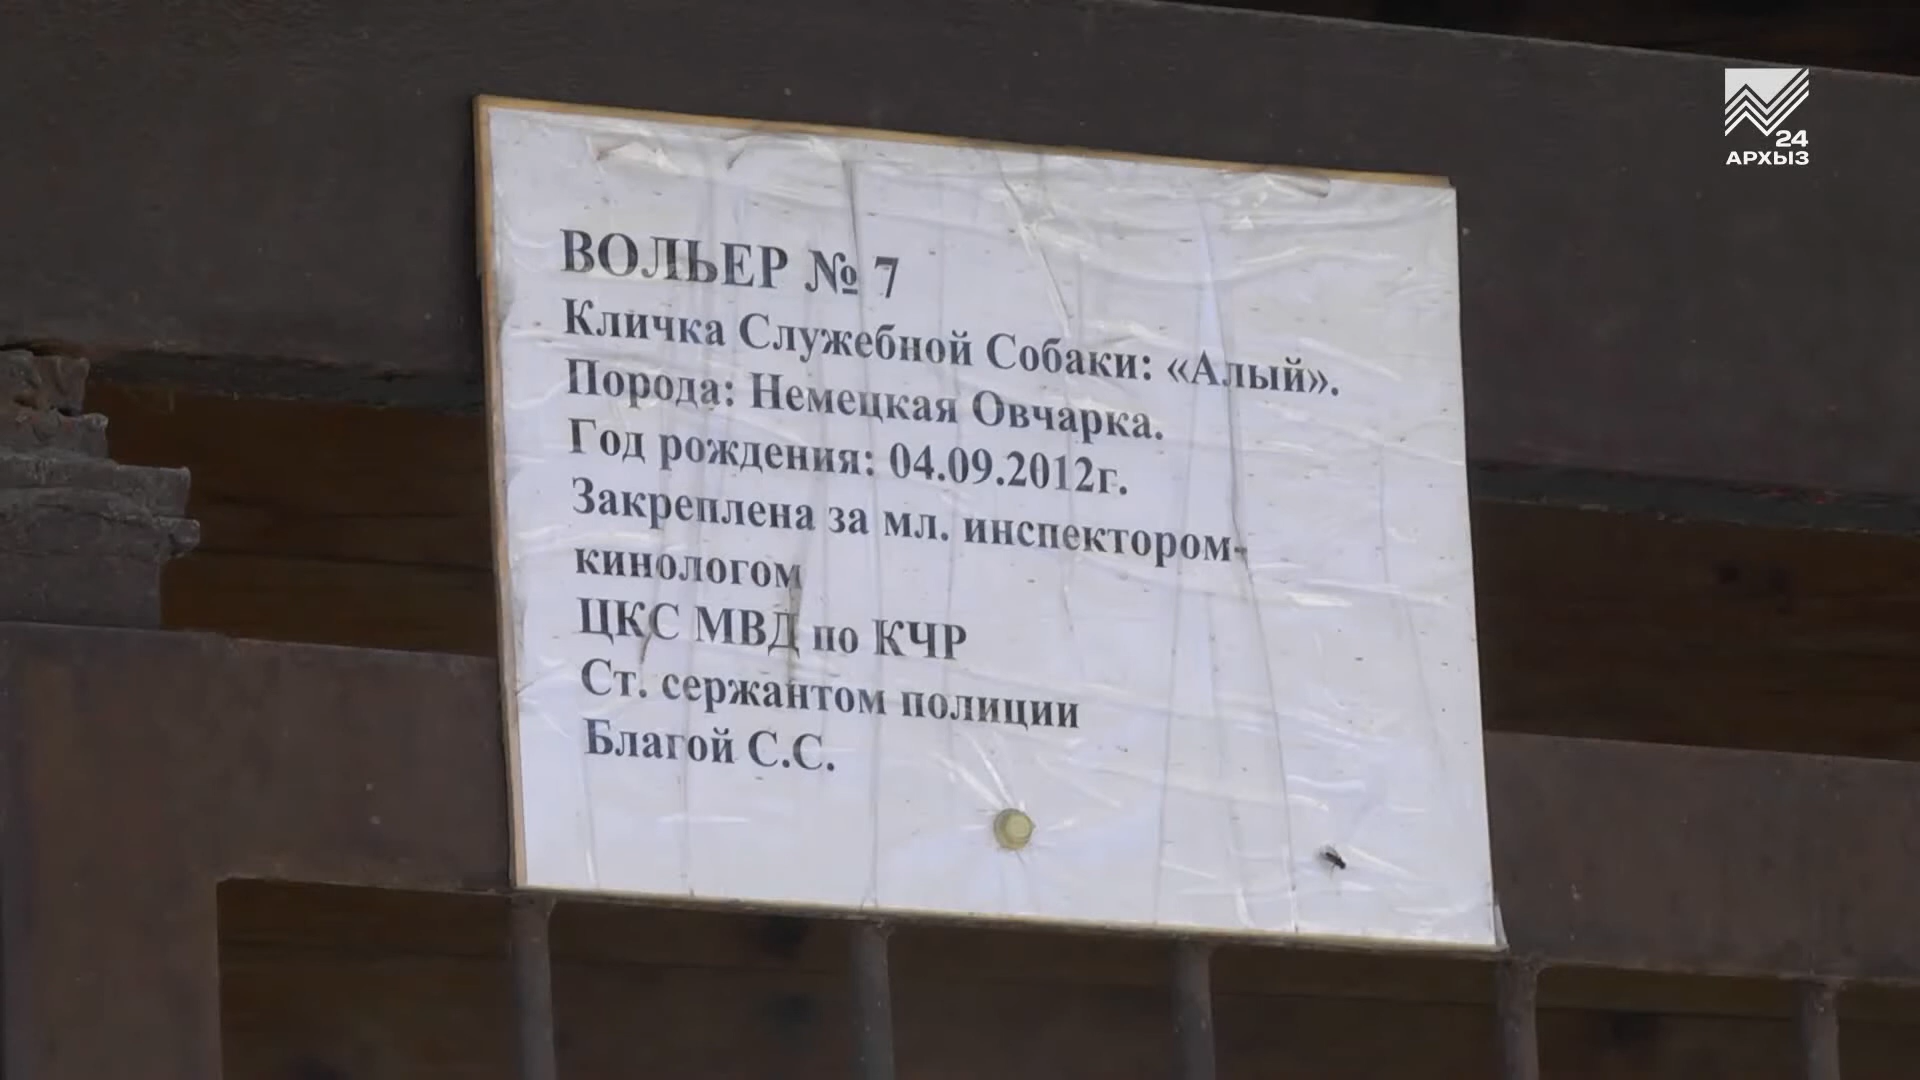 ВОЛЬЕР № 7
Кличка Служебной Собаки: «Алый».
Порода: Немецкая Овчарка.
Год рождения: 04.09.2012г.
Закреплена за мл. инспектором-
кинологом
ЦКС МВД по КЧР
Ст. сержантом полиции
Благой С.С.
24
АРХЫЗ